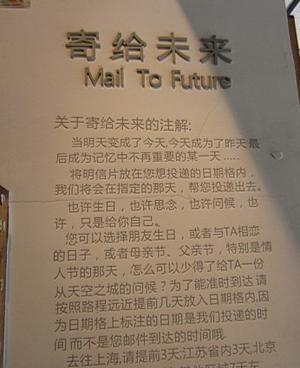 寄给未来
Mail To Future
关于寄给未来的注解:
当明天变成了今天,今天成为了昨天,最
后成为记忆中不再重要的某一天.....
将明信片放在您想投递的日期格内,
我们将会在指定的那天，帮您投递出去。
也许生日，也许思念，也许问候，也
许，只是给你自己。
您可以选择朋友生日，或者与TA相恋
的日子，或者母亲节、父亲节，特别是情
人节的那天，怎么可以少得了给TA一份
从天空之城的问候？为了能准时到达 请
按照路程远近提前几天放入日期格内,因
为日期格上标注的日期是我们投递的时
间 而不是您邮件到达的时间哦.
去往上海,请提前3天;江苏省内3天,北京